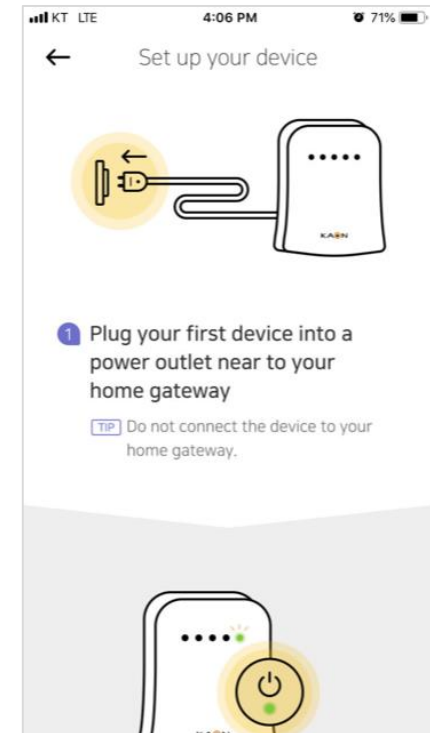 KT LTE 4:06 PM 71%
Set up your device
KAON
1 Plug your first device into a
power outlet near to your
home gateway
TIP Do not connect the device to your
home gateway.
KAON